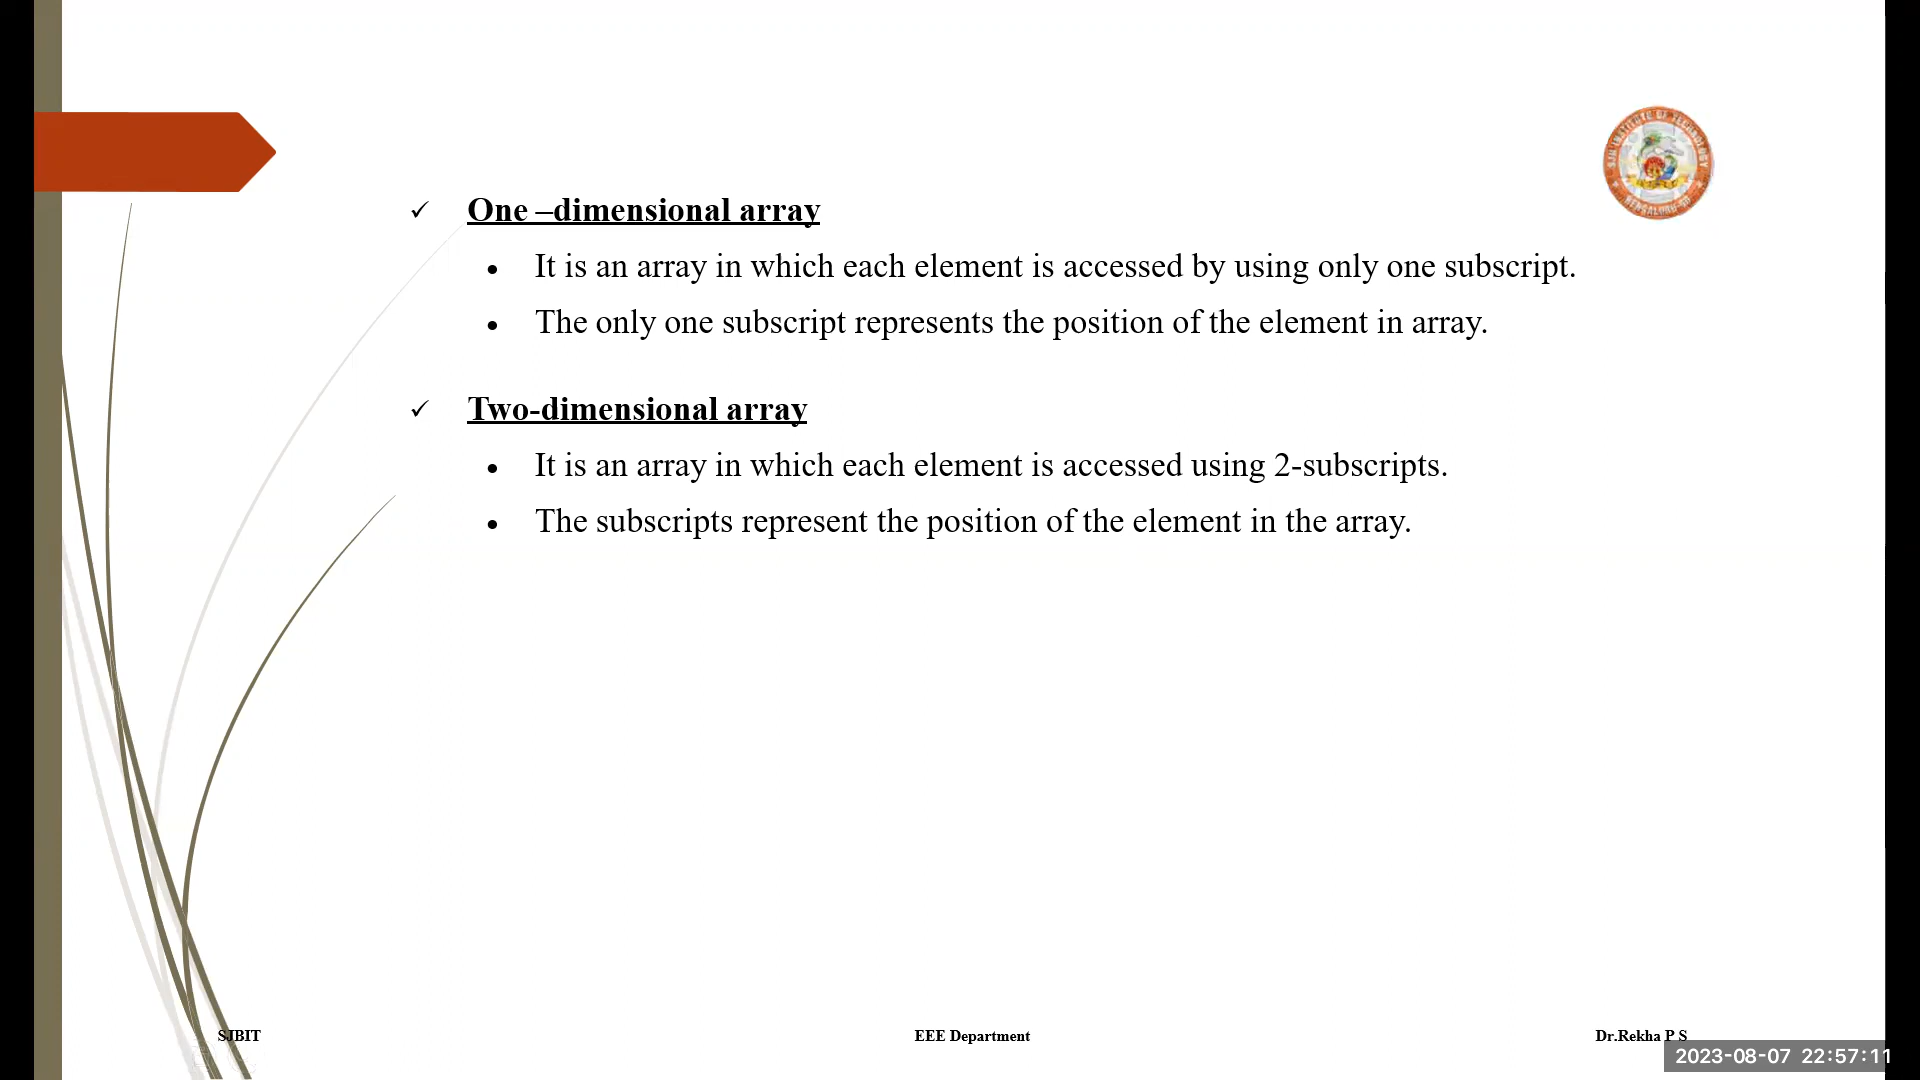 ✓ One –dimensional array
• It is an array in which each element is accessed by using only one subscript.
• The only one subscript represents the position of the element in array.
✓ Two-dimensional array
• It is an array in which each element is accessed using 2-subscripts.
• The subscripts represent the position of the element in the array.
SJBIT EEE Department Dr.Rekha P S
2023-08-07 22:57:11